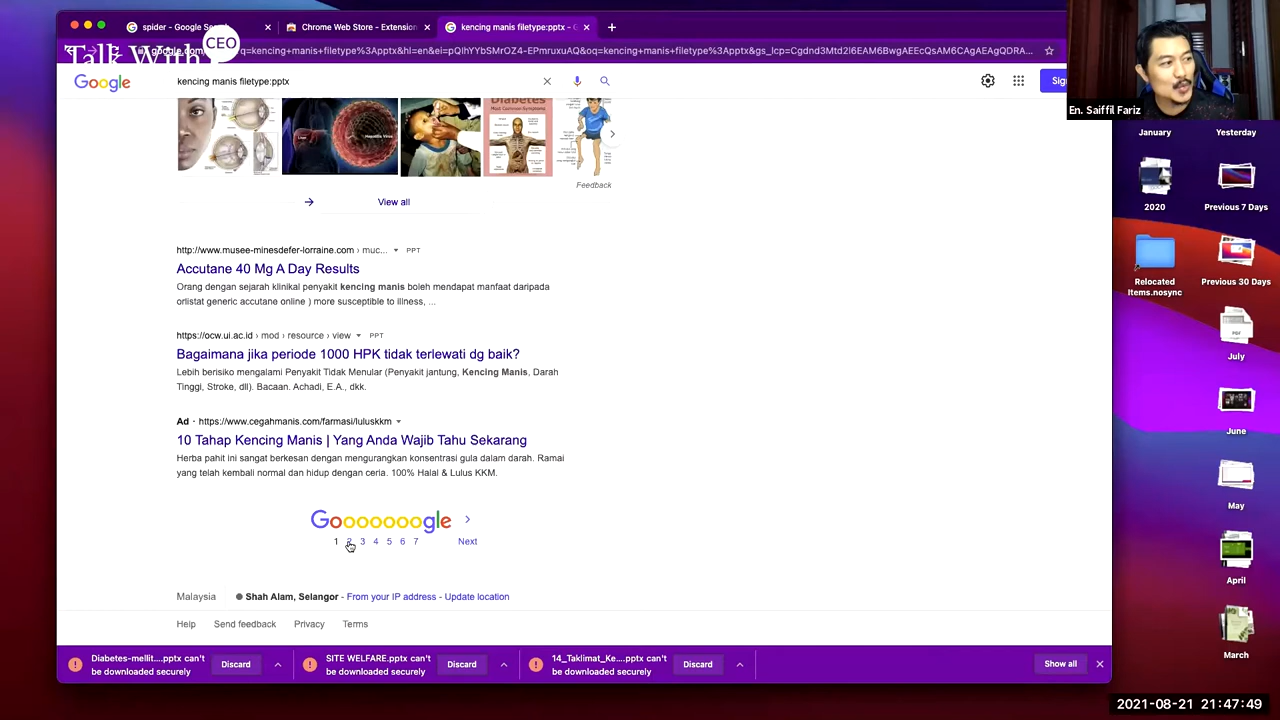 spider - Google S
Chrome Web Store - Extension
kencing manis filetype:pptx - G
Talk With
CEO
google.com
q=kencing+manis+filetype%3Apptx&hl=en&ei=pQIhYYbSMrOZ4-EPmruxuAQ&oq=kencing+manis+filetype%3Apptx&gs_lcp=Cgdnd3Mtd2l6EAM6BwgAEEcQsAM6CAgAEAgQDRA...
Google
kencing manis filetype:pptx
Sig
En. Saiffil Fariz
Diabetes
Feedback
View all
http://www.musee-minesdefer-lorraine.com › muc... PPT
Accutane 40 Mg A Day Results
Orang dengan sejarah klinikal penyakit kencing manis boleh mendapat manfaat daripada
orlistat generic accutane online ) more susceptible to illness, ...
https://ocw.ui.ac.id › mod › resource › view PPT
Bagaimana jika periode 1000 HPK tidak terlewati dg baik?
Lebih berisiko mengalami Penyakit Tidak Menular (Penyakit jantung, Kencing Manis, Darah
Tinggi, Stroke, dll). Bacaan. Achadi, E.A., dkk.
Ad · https://www.cegahmanis.com/farmasi/luluskkm
10 Tahap Kencing Manis | Yang Anda Wajib Tahu Sekarang
Herba pahit ini sangat berkesan dengan mengurangkan konsentrasi gula dalam darah. Ramai
yang telah kembali normal dan hidup dengan ceria. 100% Halal & Lulus KKM.
Gooooooogle
1 2 3 4 5 6 7 Next
Malaysia
Shah Alam, Selangor - From your IP address - Update location
Help Send feedback Privacy Terms
Diabetes-mellit....pptx can't
be downloaded securely
Discard
SITE WELFARE.pptx can't
be downloaded securely
Discard
14_Taklimat_Ke....pptx can't
be downloaded securely
Discard
Show all
January
Yesterday
2020
Previous 7 Days
Relocated
Items.nosync
Previous 30 Days
July
June
May
April
March
2021-08-21 21:47:49